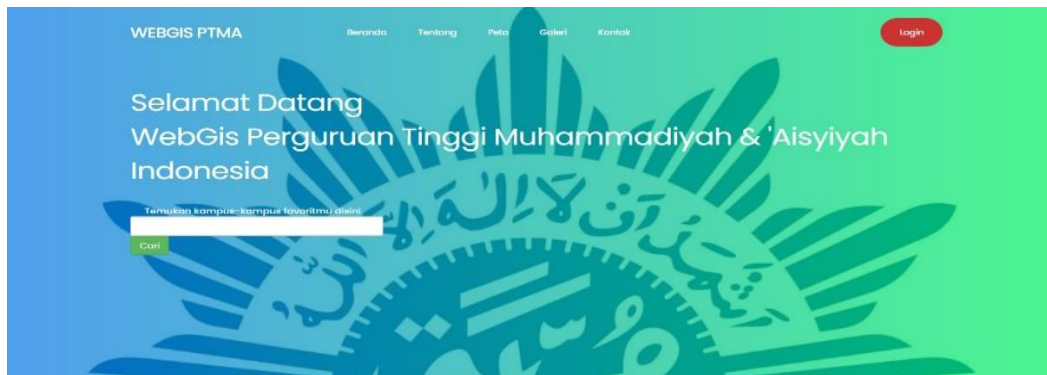 WEBGIS PTMA
Beranda Tentang Peta Galeri Kontak
Login
Selamat Datang
WebGis Perguruan Tinggi Muhammadiyah & 'Aisyiyah
Indonesia
Temukan kampus-kampus favoritmu disini
Cari